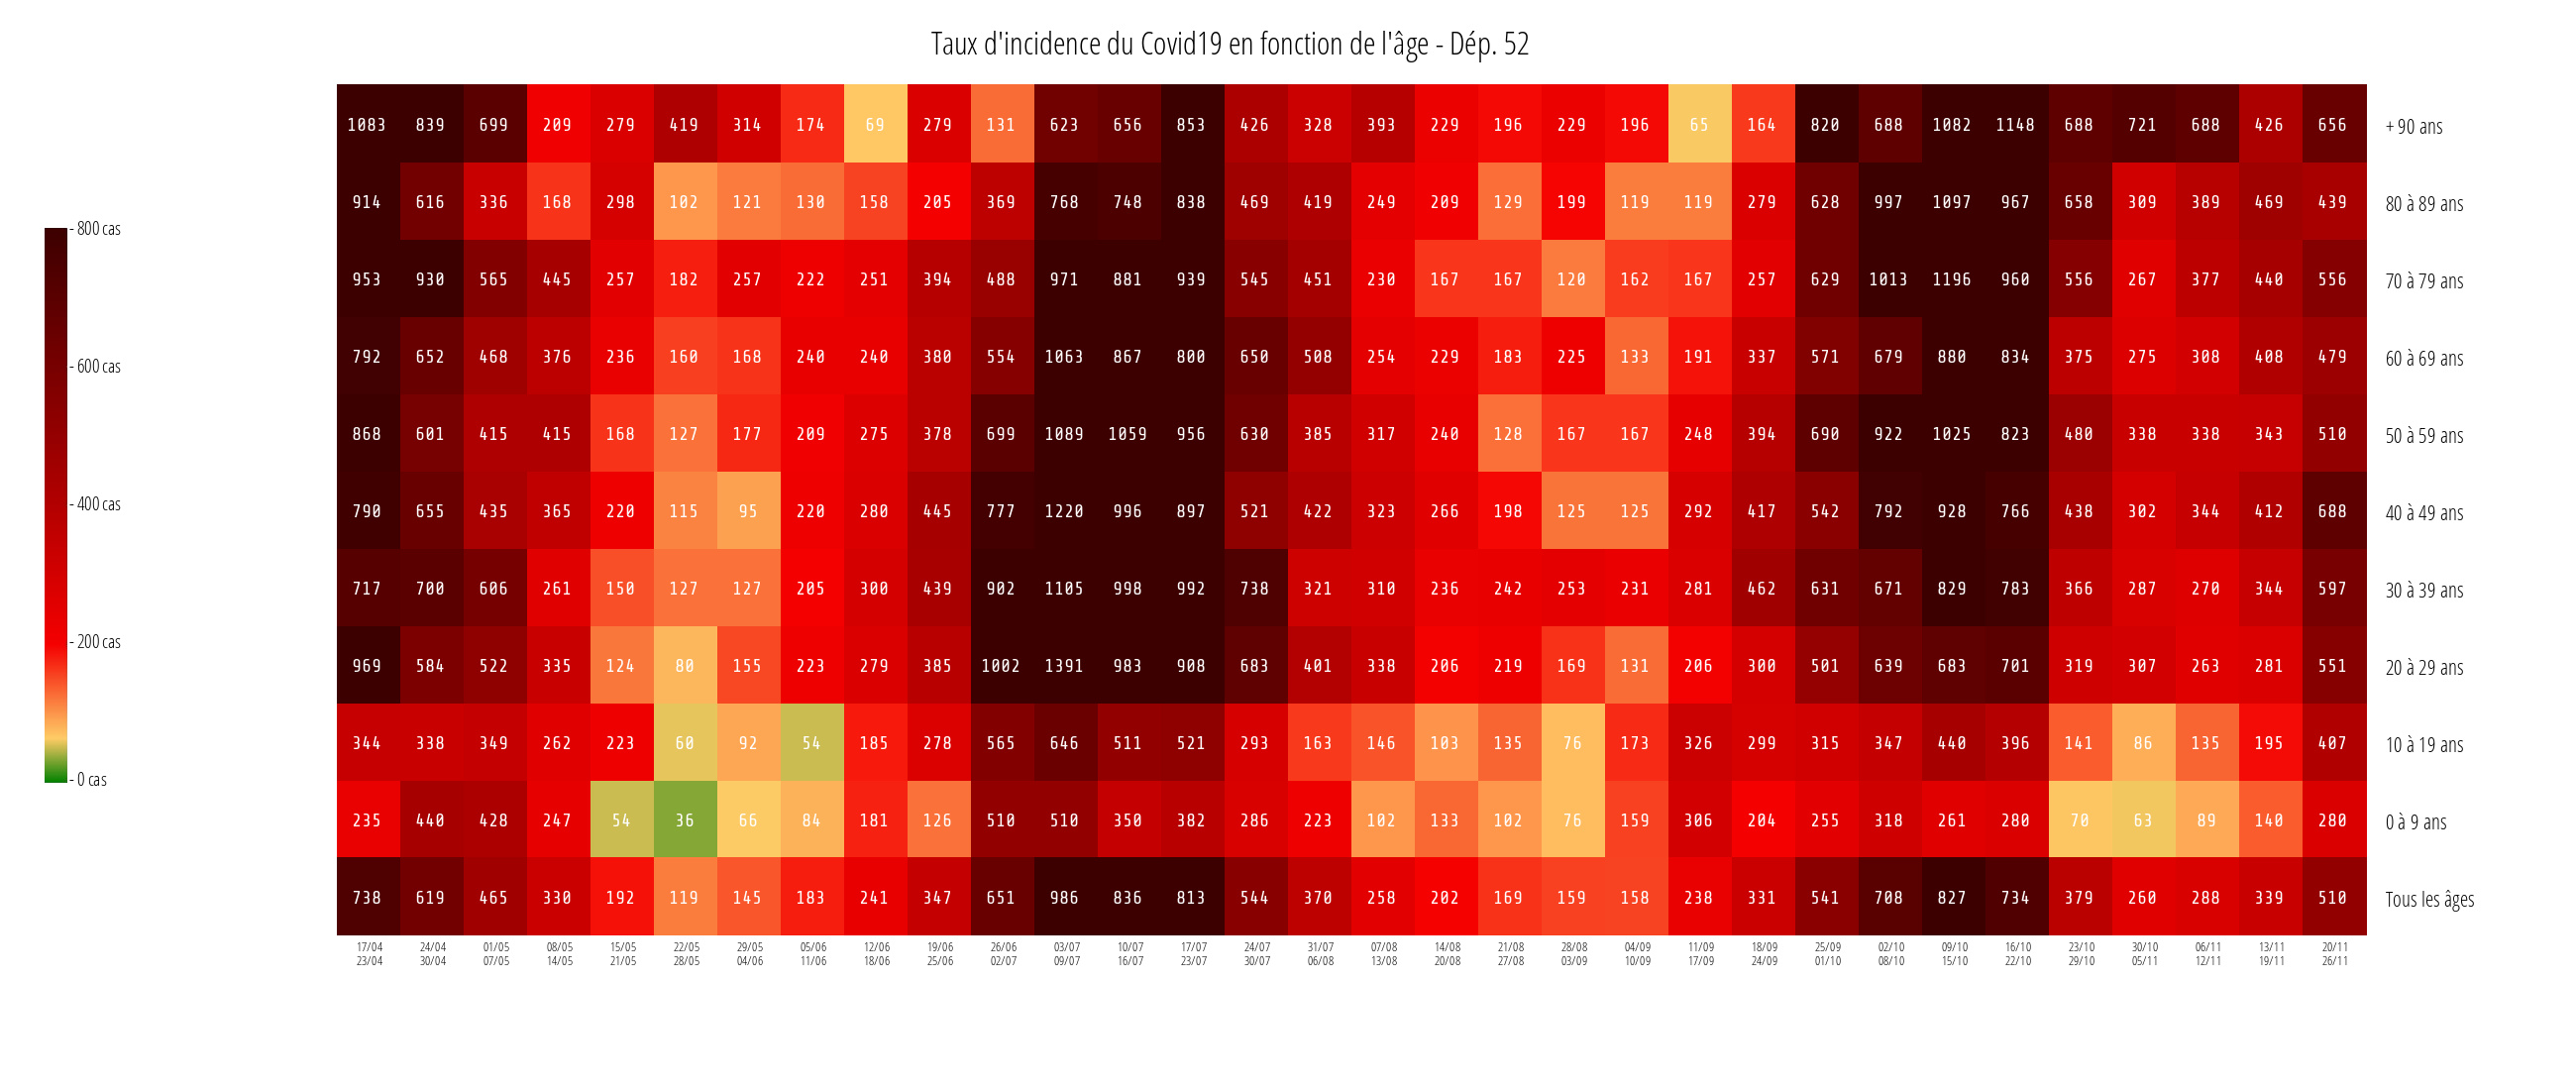 Taux d'incidence du Covid19 en fonction de l'âge - Dép. 52
- 800 cas
- 600 cas
- 400 cas
- 200 cas
- 0 cas
1083 839 699 209 279 419 314 174 69 279 131 623 656 853 426 328 393 229 196 229 196 65 164 820 688 1082 1148 688 721 688 426 656 + 90 ans
914 616 336 168 298 102 121 130 158 205 369 768 748 838 469 419 249 209 129 199 119 119 279 628 997 1097 967 658 309 389 469 439 80 à 89 ans
953 930 565 445 257 182 257 222 251 394 488 971 881 939 545 451 230 167 167 120 162 167 257 629 1013 1196 960 556 267 377 440 556 70 à 79 ans
792 652 468 376 236 160 168 240 240 380 554 1063 867 800 650 508 254 229 183 225 133 191 337 571 679 880 834 375 275 308 408 479 60 à 69 ans
868 601 415 415 168 127 177 209 275 378 699 1089 1059 956 630 385 317 240 128 167 167 248 394 690 922 1025 823 480 338 338 343 510 50 à 59 ans
790 655 435 365 220 115 95 220 280 445 777 1220 996 897 521 422 323 266 198 125 125 292 417 542 792 928 766 438 302 344 412 688 40 à 49 ans
717 700 606 261 150 127 127 205 300 439 902 1105 998 992 738 321 310 236 242 253 231 281 462 631 671 829 783 366 287 270 344 597 30 à 39 ans
969 584 522 335 124 80 155 223 279 385 1002 1391 983 908 683 401 338 206 219 169 131 206 300 501 639 683 701 319 307 263 281 551 20 à 29 ans
344 338 349 262 223 60 92 54 185 278 565 646 511 521 293 163 146 103 135 76 173 326 299 315 347 440 396 141 86 135 195 407 10 à 19 ans
235 440 428 247 54 36 66 84 181 126 510 510 350 382 286 223 102 133 102 76 159 306 204 255 318 261 280 70 63 89 140 280 0 à 9 ans
738 619 465 330 192 119 145 183 241 347 651 986 836 813 544 370 258 202 169 159 158 238 331 541 708 827 734 379 260 288 339 510 Tous les âges
17/04 24/04 01/05 08/05 15/05 22/05 29/05 05/06 12/06 19/06 26/06 03/07 10/07 17/07 24/07 31/07 07/08 14/08 21/08 28/08 04/09 11/09 18/09 25/09 02/10 09/10 16/10 23/10 30/10 06/11 13/11 20/11
23/04 30/04 07/05 14/05 21/05 28/05 04/06 11/06 18/06 25/06 02/07 09/07 16/07 23/07 30/07 06/08 13/08 20/08 27/08 03/09 10/09 17/09 24/09 01/10 08/10 15/10 22/10 29/10 05/11 12/11 19/11 26/11